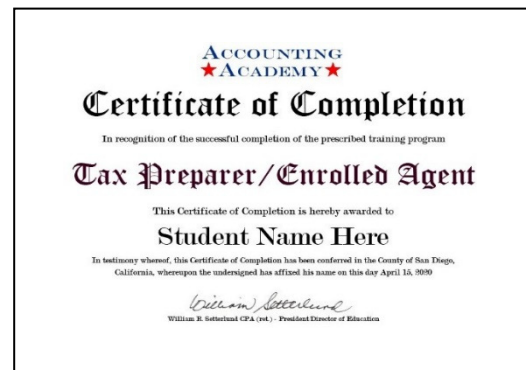 ACCOUNTING
★ACADEMY★
Certificate of Completion
In recognition of the successful completion of the prescribed training program
Tax Preparer/Enrolled Agent
This Certificate of Completion is hereby awarded to
Student Name Here
In testimony whereof, this Certificate of Completion has been conferred in the County of San Diego,
California, whereupon the undersigned has affixed his name on this day April 15, 2020
William Setterlund
William R. Setterlund CPA (ret.) - President/Director of Education